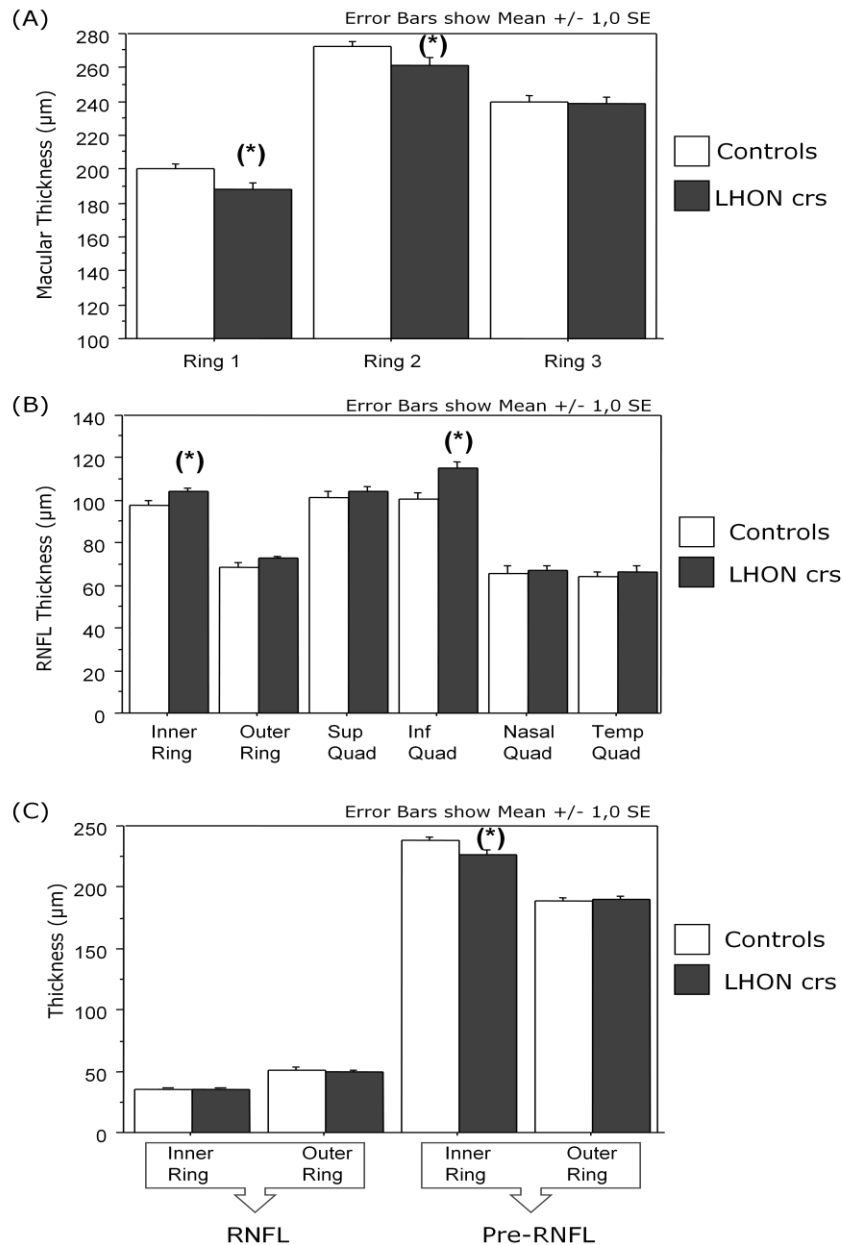 (A)
Error Bars show Mean +/- 1,0 SE
Macular Thickness (µm)
280
260
240
220
200
180
160
140
120
100
(*)
(*)
Ring 1
Ring 2
Ring 3
Controls
LHON crs
(B)
Error Bars show Mean +/- 1,0 SE
RNFL Thickness (µm)
140
120
100
80
60
40
20
0
(*)
(*)
Inner Ring
Outer Ring
Sup Quad
Inf Quad
Nasal Quad
Temp Quad
Controls
LHON crs
(C)
Error Bars show Mean +/- 1,0 SE
Thickness (µm)
250
200
150
100
50
0
(*)
Inner Ring
Outer Ring
Inner Ring
Outer Ring
RNFL
Pre-RNFL
Controls
LHON crs